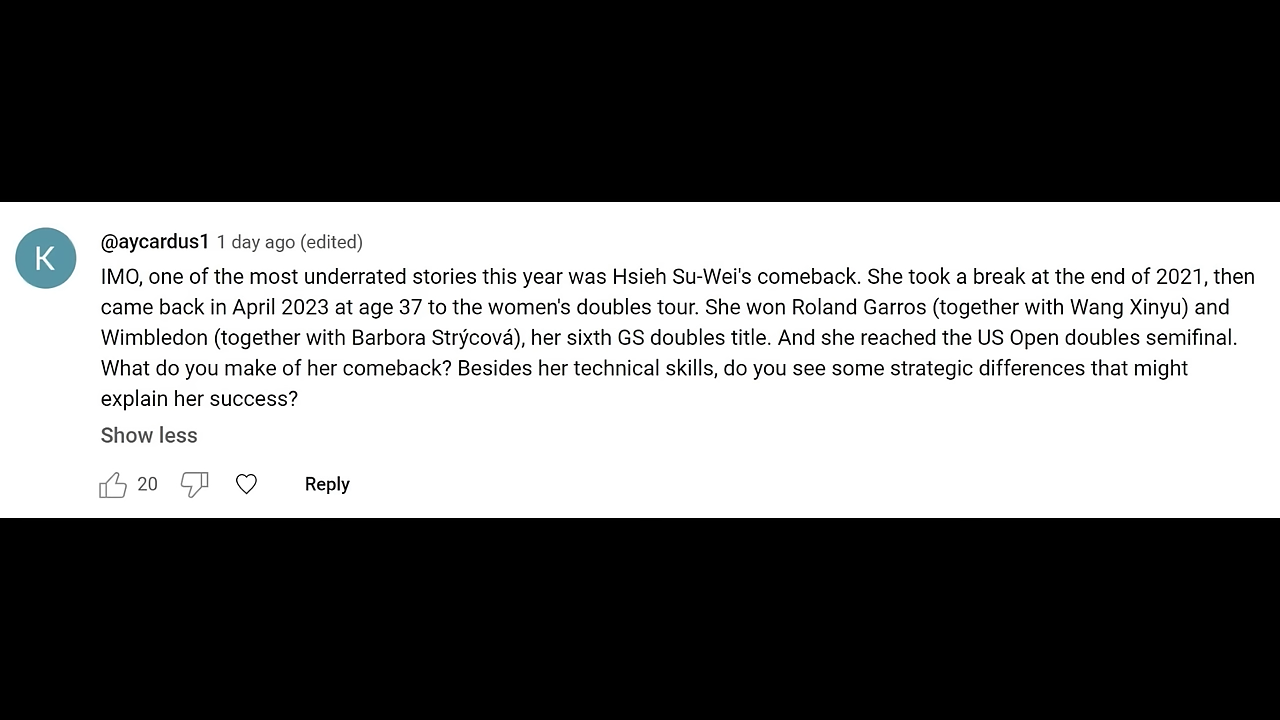 K
@aycardus1 1 day ago (edited)
IMO, one of the most underrated stories this year was Hsieh Su-Wei's comeback. She took a break at the end of 2021, then
came back in April 2023 at age 37 to the women's doubles tour. She won Roland Garros (together with Wang Xinyu) and
Wimbledon (together with Barbora Strýcová), her sixth GS doubles title. And she reached the US Open doubles semifinal.
What do you make of her comeback? Besides her technical skills, do you see some strategic differences that might
explain her success?
Show less
20 Reply